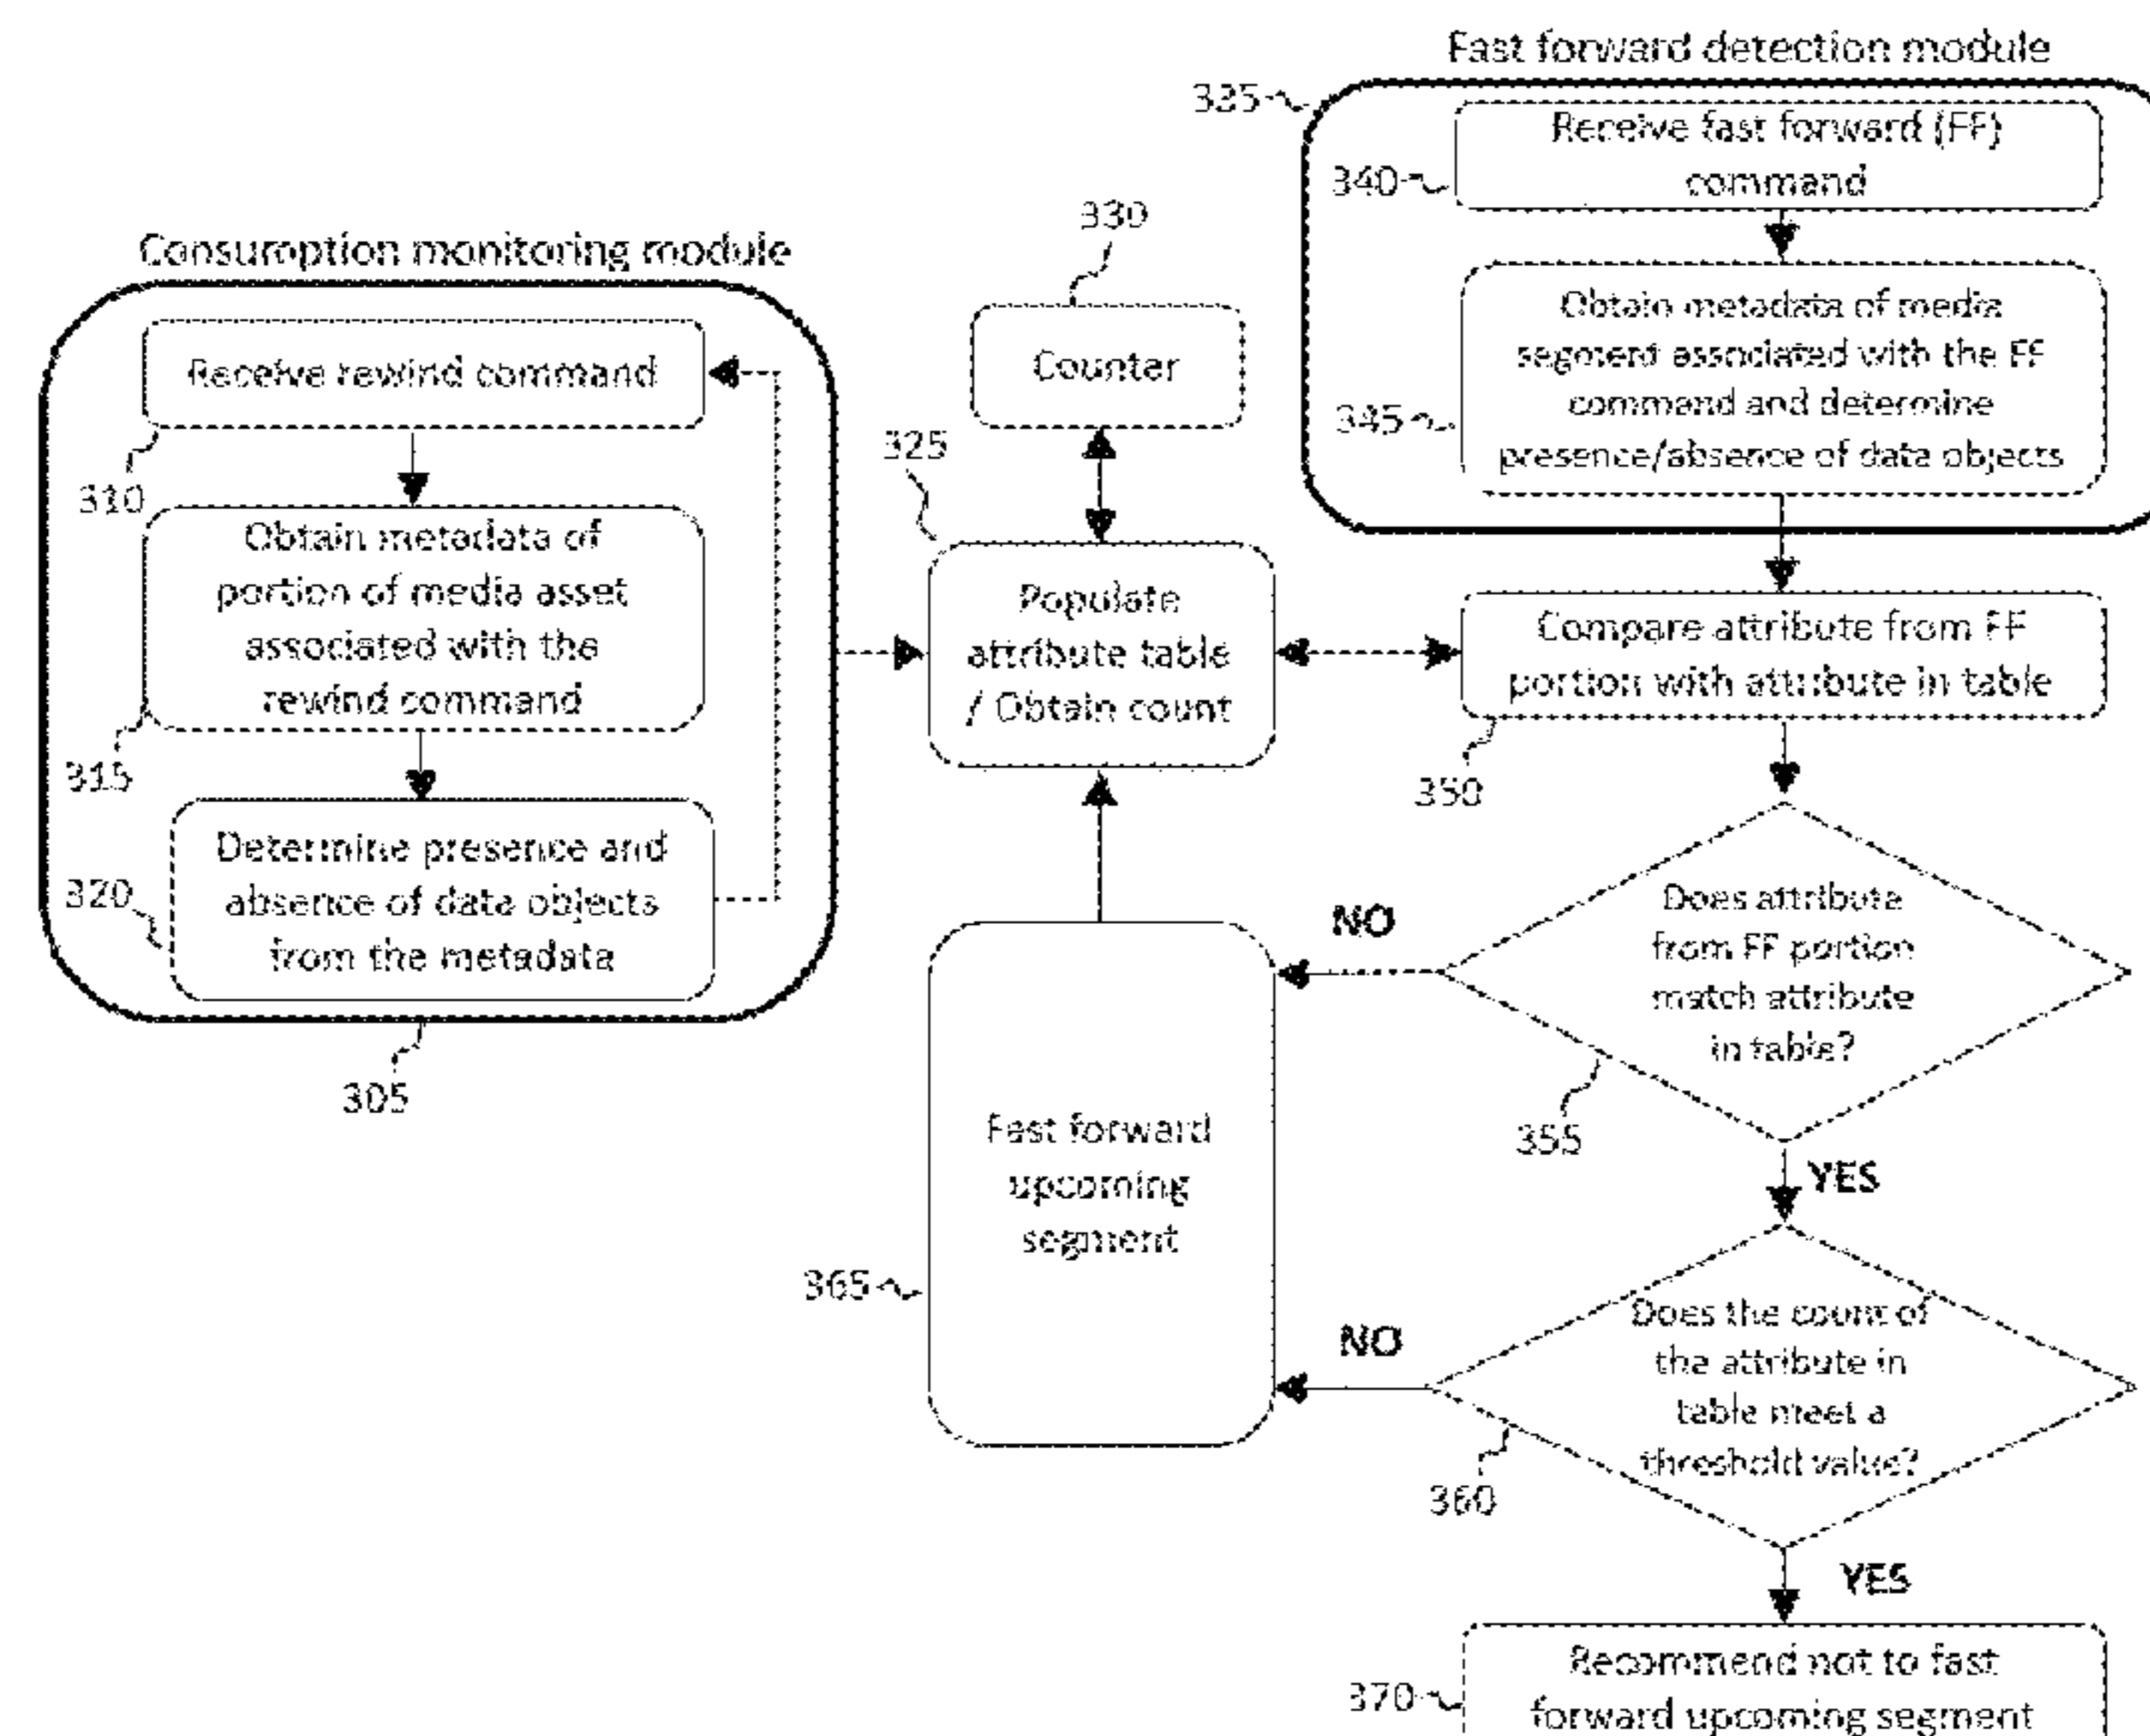 Fast forward detection module
335
Receive fast forward (FF)
command
340
Obtain metadata of media
segment associated with the FF
command and determine
presence/absence of data objects
345
Consumption monitoring module
Receive rewind command
310
Obtain metadata of
portion of media asset
associated with the
rewind command
315
Determine presence and
absence of data objects
from the metadata
320
305
330
Counter
325
Populate
attribute table
/ Obtain count
Compare attribute from FF
portion with attribute in table
350
Does attribute
from FF portion
match attribute
in table?
355
NO
YES
Fast forward
upcoming
segment
365
Does the count of
the attribute in
table meet a
threshold value?
360
NO
YES
Recommend not to fast
forward upcoming segment
370